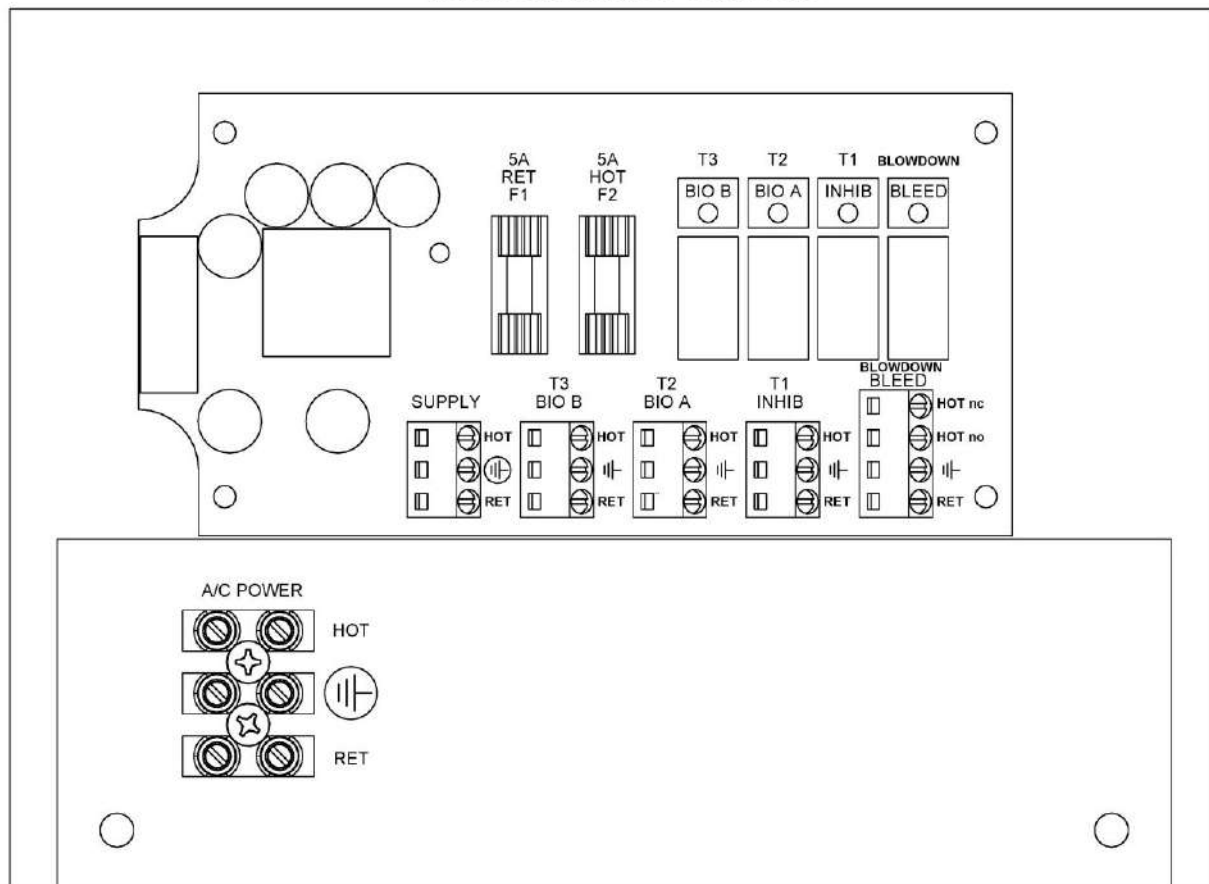 T3 T2 T1 BLOWDOWN
5A 5A
RET HOT
F1 F2
BIO B BIO A INHIB BLEED
BLOWDOWN
BLEED
T3 T2 T1
SUPPLY BIO B BIO A INHIB
HOT nc
HOT HOT HOT HOT HOT no
RET RET RET RET RET
A/C POWER
HOT
RET